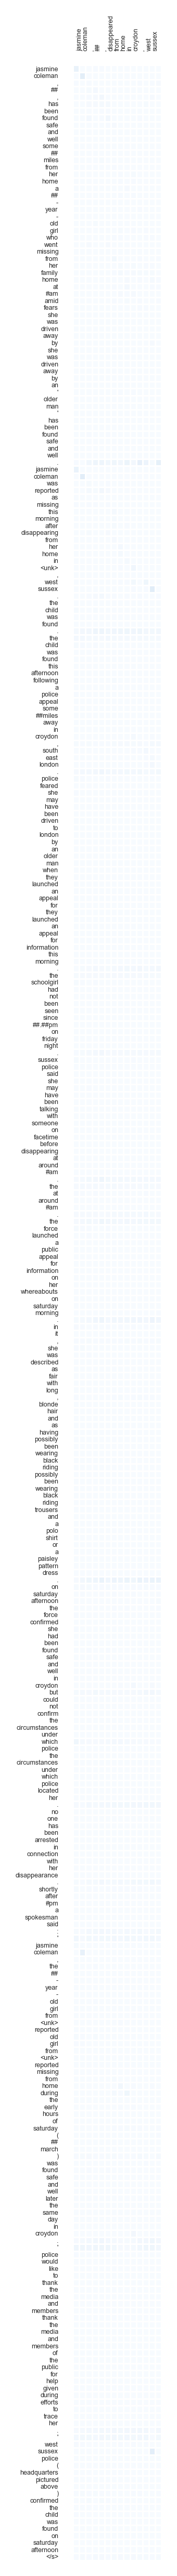 jasmine
coleman
,
##
,
disappeared
from
home
in
croydon
,
west
sussex
jasmine
coleman
,
##
,
has
been
found
safe
and
well
some
##
miles
from
her
home
a
##
-
year
-
old
girl
who
went
missing
from
her
family
home
at
#am
amid
fears
she
was
driven
away
by
she
was
driven
away
by
an
'
older
man
'
has
been
found
safe
and
well
.
jasmine
coleman
was
reported
as
missing
this
morning
after
disappearing
from
her
home
in
<unk>
,
west
sussex
.
the
child
was
found
.
the
child
was
found
this
afternoon
following
a
police
appeal
some
##miles
away
in
croydon
,
south
east
london
.
police
feared
she
may
have
been
driven
to
london
by
an
older
man
when
they
launched
an
appeal
for
they
launched
an
appeal
for
information
this
morning
.
the
schoolgirl
had
not
been
seen
since
##.##pm
on
friday
night
.
sussex
police
said
she
may
have
been
talking
with
someone
on
facetime
before
disappearing
at
around
#am
.
the
at
around
#am
.
the
force
launched
a
public
appeal
for
information
on
her
whereabouts
on
saturday
morning
.
in
it
,
she
was
described
as
fair
with
long
,
blonde
hair
and
as
having
possibly
been
wearing
black
riding
possibly
been
wearing
black
riding
trousers
and
a
polo
shirt
or
a
paisley
pattern
dress
.
on
saturday
afternoon
the
force
confirmed
she
had
been
found
safe
and
well
in
croydon
but
could
not
confirm
the
circumstances
under
which
police
the
circumstances
under
which
police
located
her
.
no
one
has
been
arrested
in
connection
with
her
disappearance
.
shortly
after
#pm
a
spokesman
said
:
;
jasmine
coleman
,
the
##
-
year
-
old
girl
from
<unk>
reported
old
girl
from
<unk>
reported
missing
from
home
during
the
early
hours
of
saturday
(
##
march
)
was
found
safe
and
well
later
the
same
day
in
croydon
.
;
police
would
like
to
thank
the
media
and
members
thank
the
media
and
members
of
the
public
for
help
given
during
efforts
to
trace
her
.
;
west
sussex
police
(
headquarters
pictured
above
)
confirmed
the
child
was
found
on
saturday
afternoon
</s>